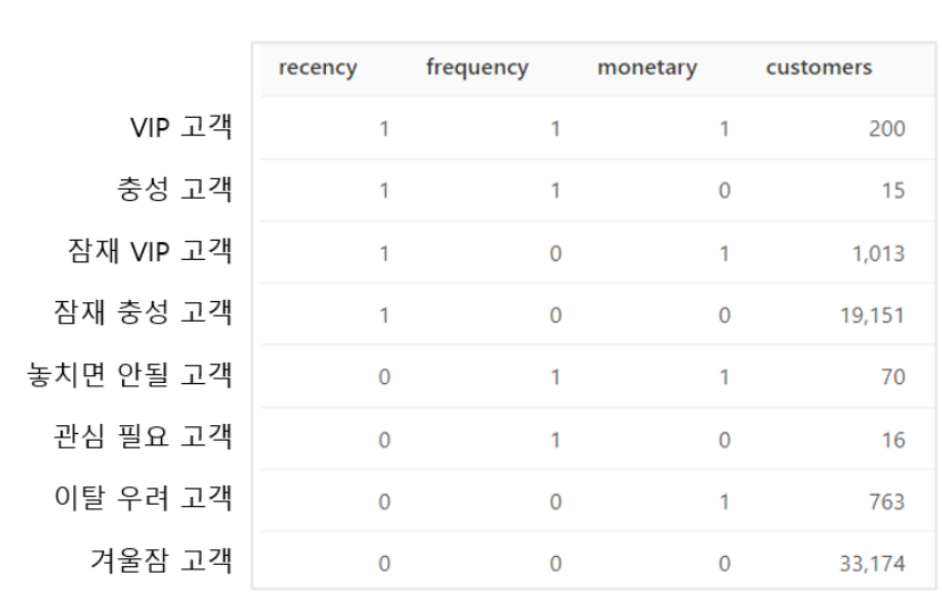 recency frequency monetary customers
VIP 고객 1 1 1 200
충성 고객 1 1 0 15
잠재 VIP 고객 1 0 1 1,013
잠재 충성 고객 1 0 0 19,151
놓치면 안될 고객 0 1 1 70
관심 필요 고객 0 1 0 16
이탈 우려 고객 0 0 1 763
겨울잠 고객 0 0 0 33,174